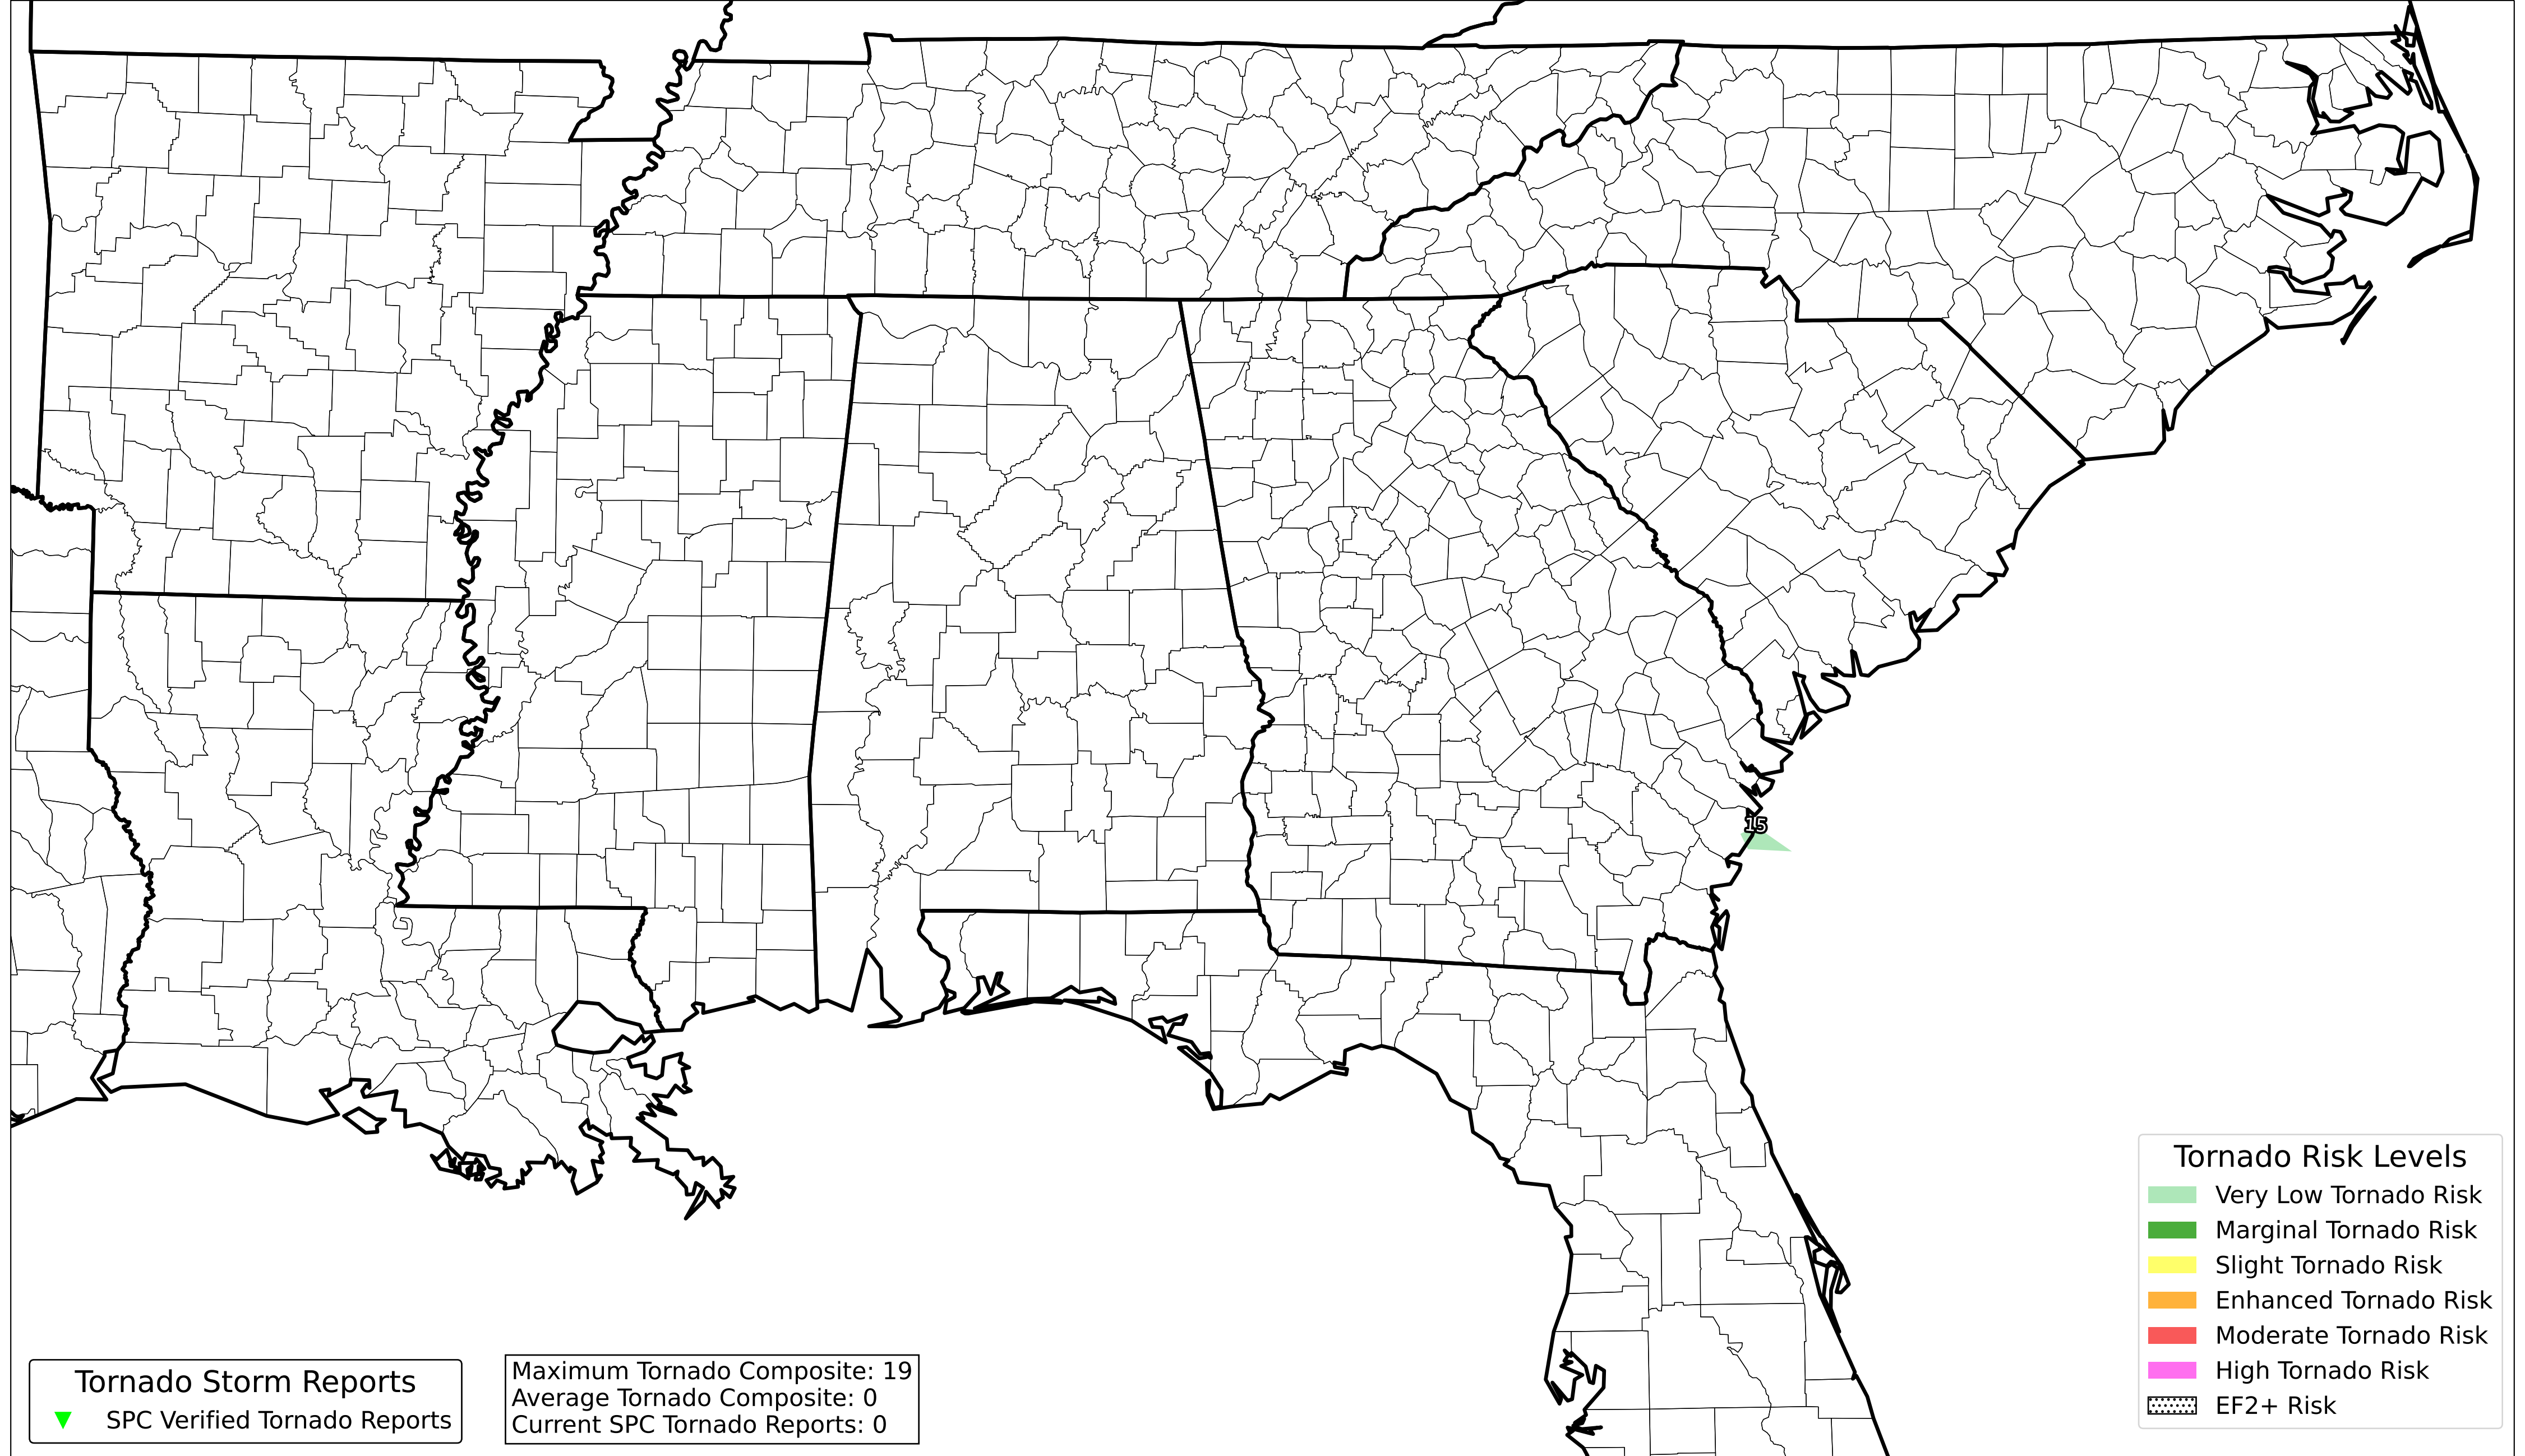 15
Tornado Risk Levels
Very Low Tornado Risk
Marginal Tornado Risk
Slight Tornado Risk
Enhanced Tornado Risk
Moderate Tornado Risk
High Tornado Risk
EF2+ Risk
Tornado Storm Reports
SPC Verified Tornado Reports
Maximum Tornado Composite: 19
Average Tornado Composite: 0
Current SPC Tornado Reports: 0